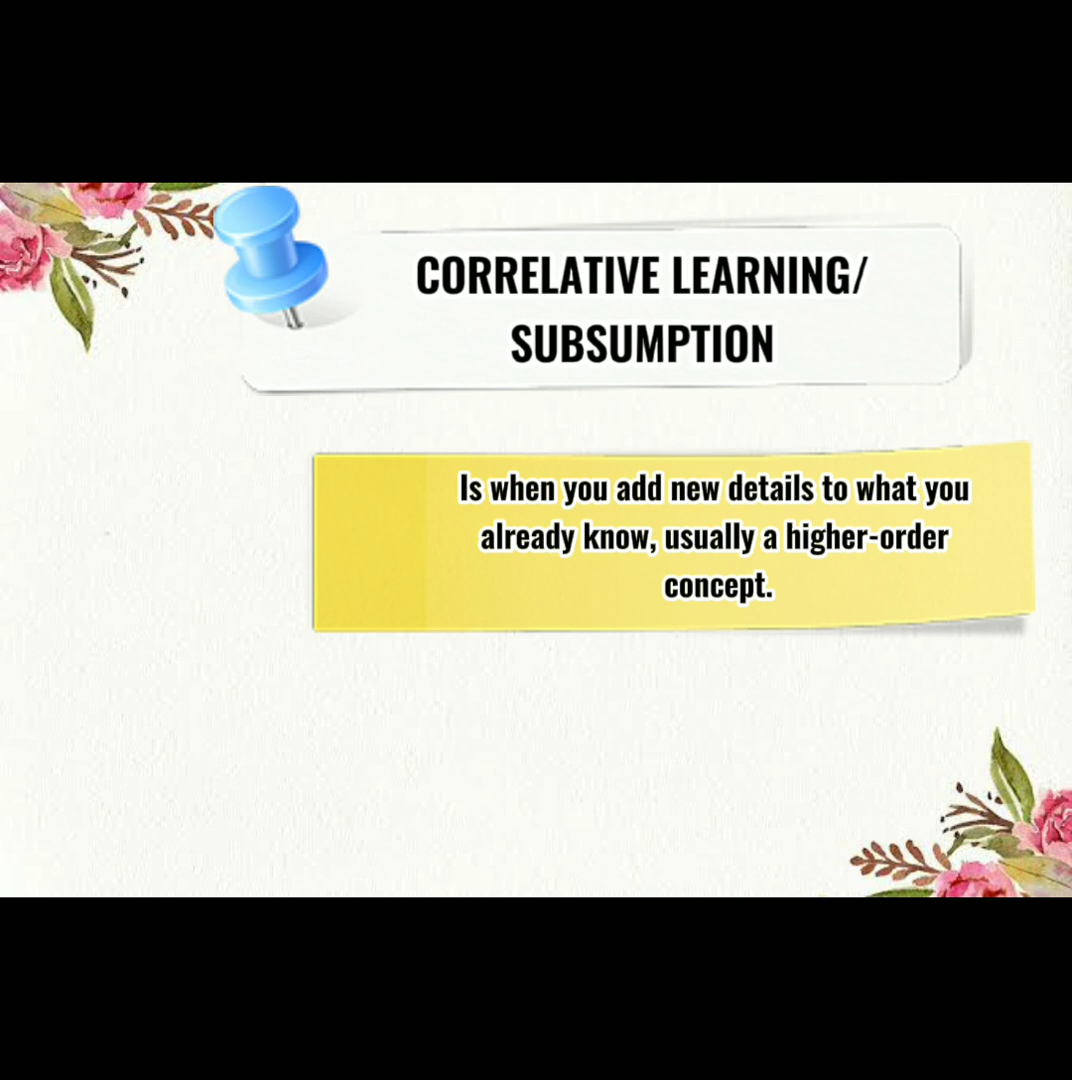 CORRELATIVE LEARNING/
SUBSUMPTION
Is when you add new details to what you
already know, usually a higher-order
concept.